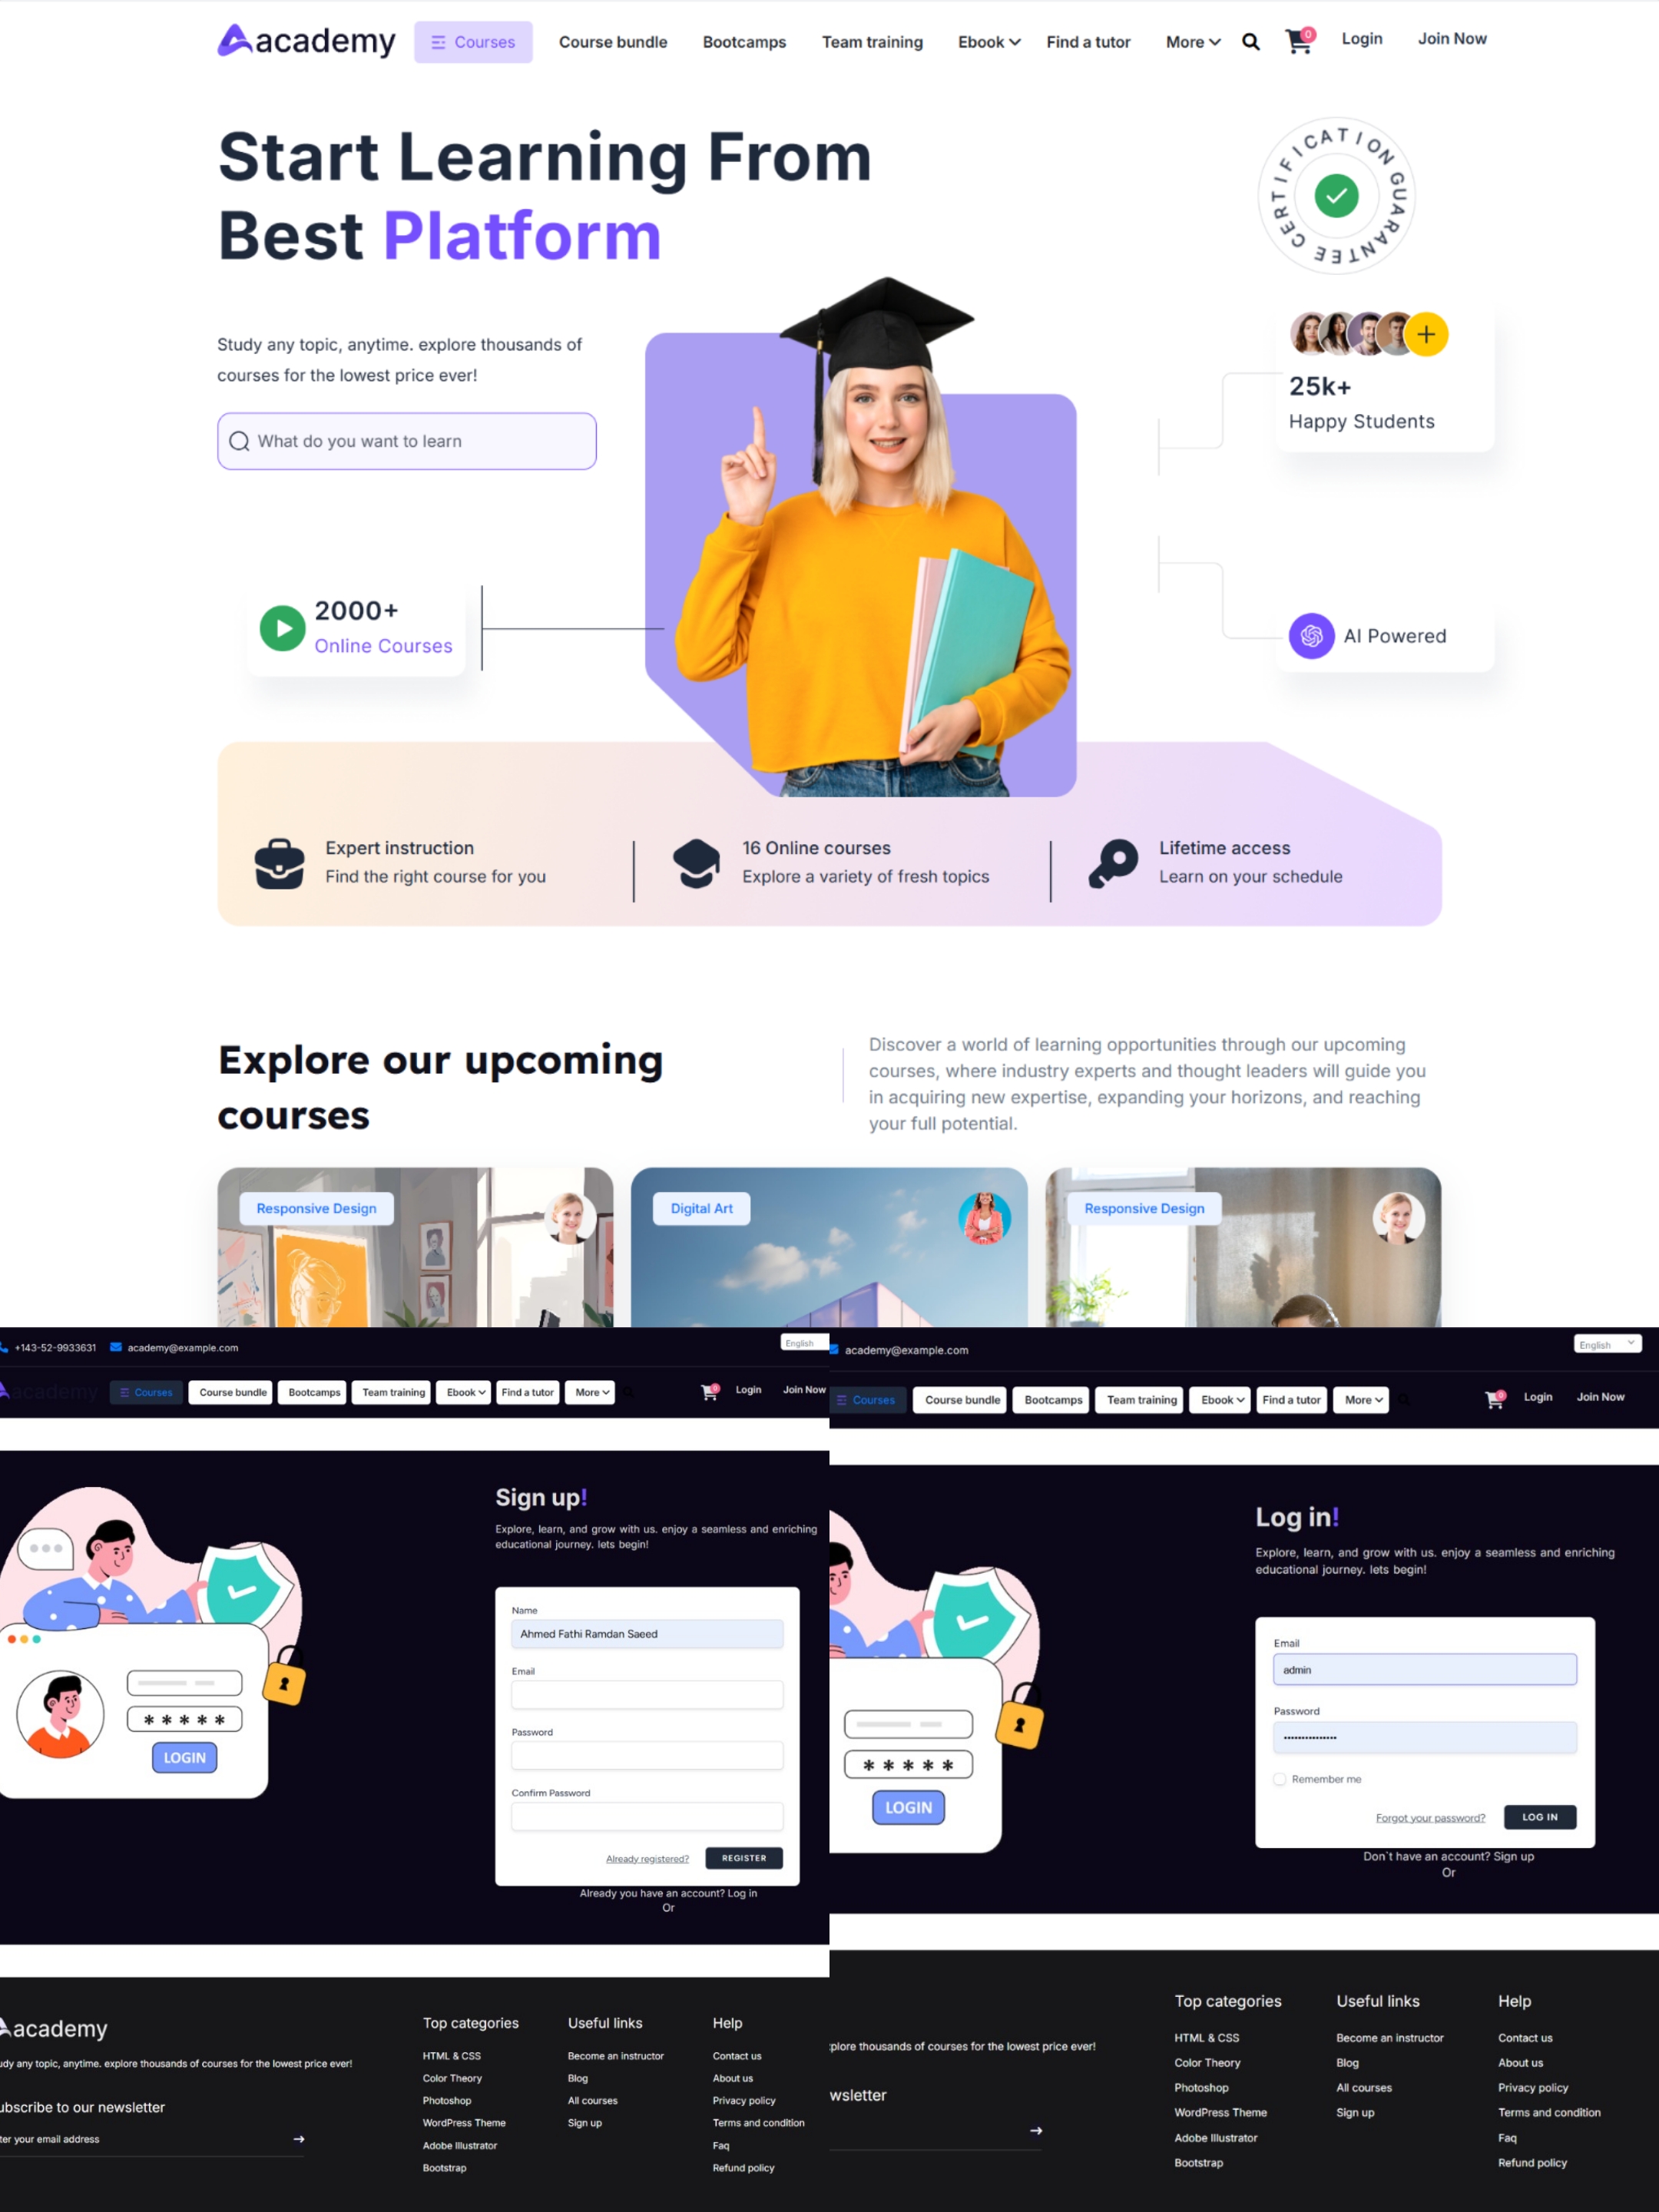 academy
Courses
Course bundle
Bootcamps
Team training
Ebook
Find a tutor
More
0
Login
Join Now
Start Learning From
Best Platform
CERTIFICATION GUARANTEE
Study any topic, anytime. explore thousands of
courses for the lowest price ever!
What do you want to learn
25k+
Happy Students
2000+
Online Courses
AI Powered
Expert instruction
Find the right course for you
16 Online courses
Explore a variety of fresh topics
Lifetime access
Learn on your schedule
Explore our upcoming
courses
Discover a world of learning opportunities through our upcoming
courses, where industry experts and thought leaders will guide you
in acquiring new expertise, expanding your horizons, and reaching
your full potential.
Responsive Design
Digital Art
Responsive Design
+143-52-9933631
academy@example.com
English
academy
Courses
Course bundle
Bootcamps
Team training
Ebook
Find a tutor
More
0
Login
Join Now
Sign up!
Explore, learn, and grow with us. enjoy a seamless and enriching
educational journey. lets begin!
Name
Ahmed Fathi Ramdan Saeed
Email
Password
Confirm Password
Already registered?
REGISTER
Already you have an account? Log in
Or
* * * * *
LOGIN
academy
udy any topic, anytime. explore thousands of courses for the lowest price ever!
ubscribe to our newsletter
ter your email address
Top categories
HTML & CSS
Color Theory
Photoshop
WordPress Theme
Adobe Illustrator
Bootstrap
Useful links
Become an instructor
Blog
All courses
Sign up
Help
Contact us
About us
Privacy policy
Terms and condition
Faq
Refund policy
academy@example.com
English
Courses
Course bundle
Bootcamps
Team training
Ebook
Find a tutor
More
0
Login
Join Now
Log in!
Explore, learn, and grow with us. enjoy a seamless and enriching
educational journey. lets begin!
Email
admin
Password
Remember me
Forgot your password?
LOG IN
Don`t have an account? Sign up
Or
* * * * *
LOGIN
plore thousands of courses for the lowest price ever!
wsletter
Top categories
HTML & CSS
Color Theory
Photoshop
WordPress Theme
Adobe Illustrator
Bootstrap
Useful links
Become an instructor
Blog
All courses
Sign up
Help
Contact us
About us
Privacy policy
Terms and condition
Faq
Refund policy